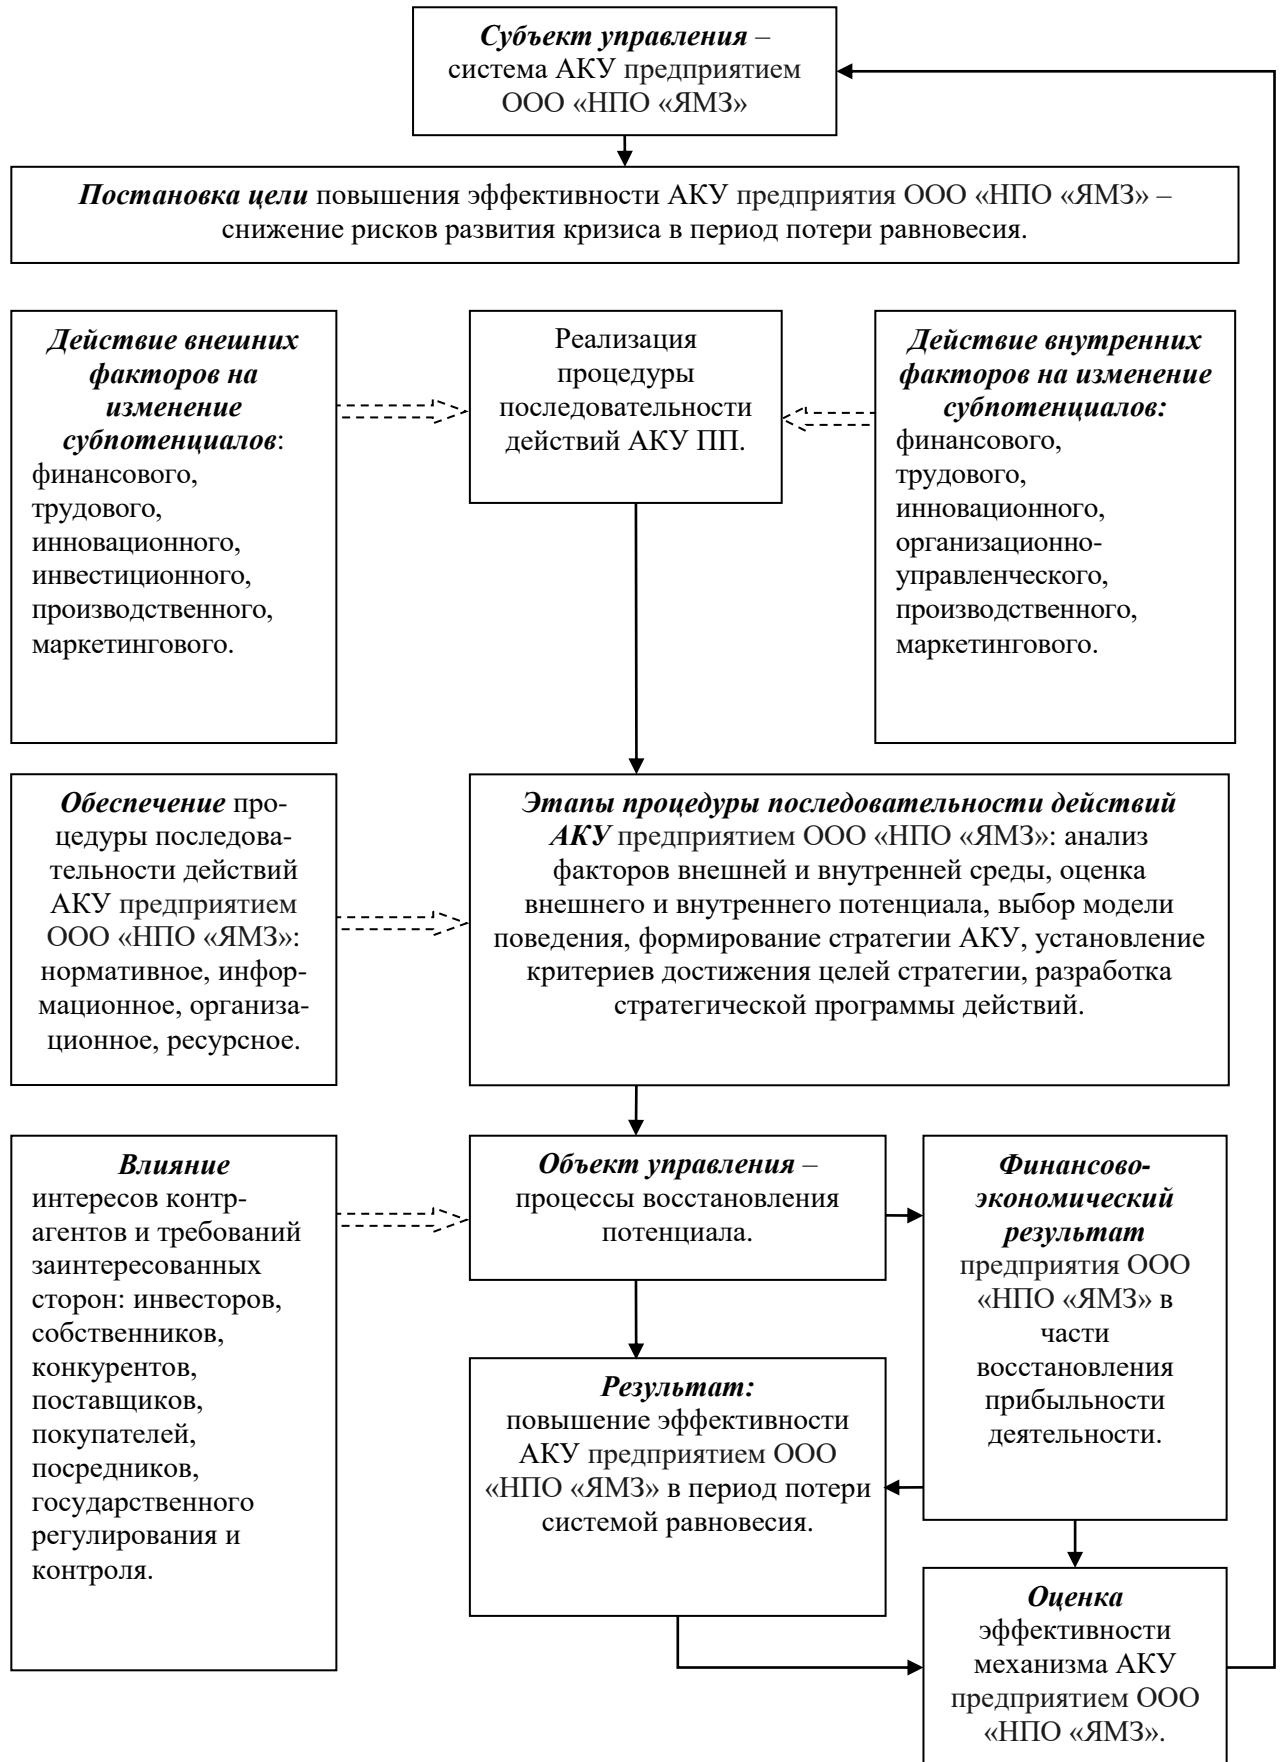 Субъект управления –
система АКУ предприятием
ООО «НПО «ЯМЗ»
Постановка цели повышения эффективности АКУ предприятия ООО «НПО «ЯМЗ» –
снижение рисков развития кризиса в период потери равновесия.
Действие внешних
факторов на
изменение
субпотенциалов:
финансового,
трудового,
инновационного,
инвестиционного,
производственного,
маркетингового.
Реализация
процедуры
последовательности
действий АКУ ПП.
Действие внутренних
факторов на изменение
субпотенциалов:
финансового,
трудового,
инновационного,
организационно-
управленческого,
производственного,
маркетингового.
Обеспечение про-
цедуры последова-
тельности действий
АКУ предприятием
ООО «НПО «ЯМЗ»:
нормативное, инфор-
мационное, организа-
ционное, ресурсное.
Этапы процедуры последовательности действий
АКУ предприятием ООО «НПО «ЯМЗ»: анализ
факторов внешней и внутренней среды, оценка
внешнего и внутреннего потенциала, выбор модели
поведения, формирование стратегии АКУ, установление
критериев достижения целей стратегии, разработка
стратегической программы действий.
Влияние
интересов контр-
агентов и требований
заинтересованных
сторон: инвесторов,
собственников,
конкурентов,
поставщиков,
покупателей,
посредников,
государственного
регулирования и
контроля.
Объект управления –
процессы восстановления
потенциала.
Финансово-
экономический
результат
предприятия ООО
«НПО «ЯМЗ» в
части
восстановления
прибыльности
деятельности.
Результат:
повышение эффективности
АКУ предприятием ООО
«НПО «ЯМЗ» в период потери
системой равновесия.
Оценка
эффективности
механизма АКУ
предприятием ООО
«НПО «ЯМЗ».